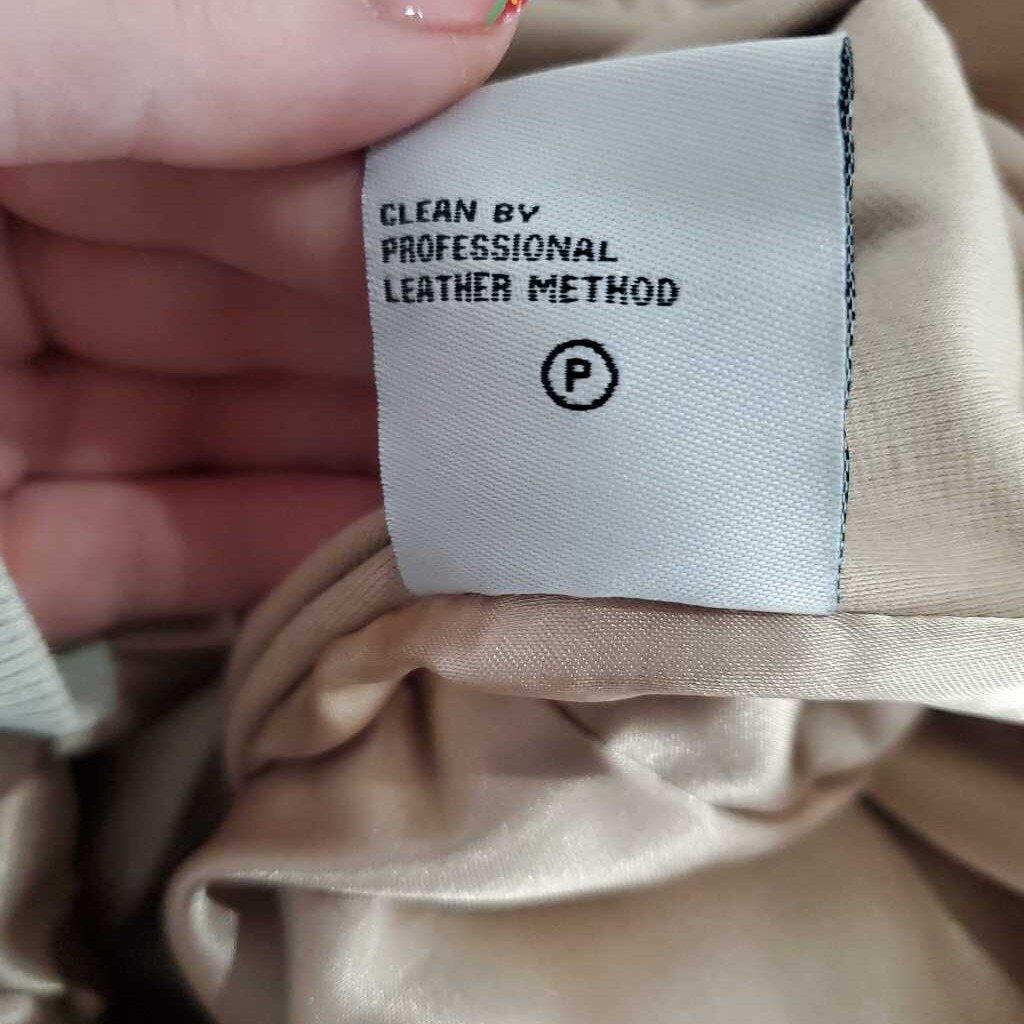 CLEAN BY
PROFESSIONAL
LEATHER METHOD
P